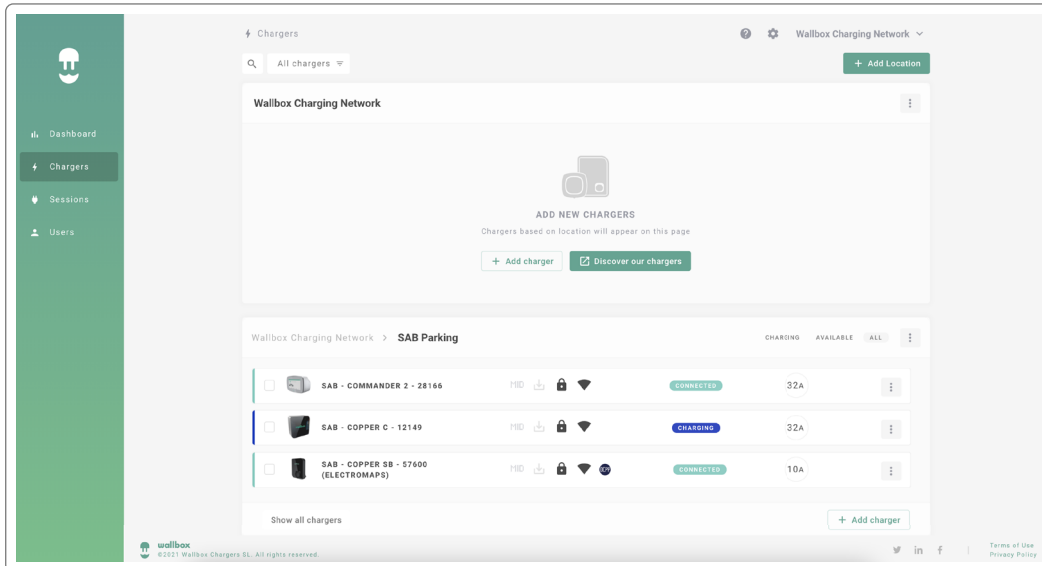 Chargers
Wallbox Charging Network
All chargers
+ Add Location
Wallbox Charging Network
Dashboard
Chargers
Sessions
Users
ADD NEW CHARGERS
Chargers based on location will appear on this page
+ Add charger
Discover our chargers
Wallbox Charging Network > SAB Parking
CHARGING AVAILABLE ALL
SAB - COMMANDER 2 - 28166 MID CONNECTED 32A
SAB - COPPER C - 12149 MID CHARGING 32A
SAB - COPPER SB - 57600
(ELECTROMAPS) MID OCPP CONNECTED 10A
Show all chargers
+ Add charger
wallbox
©2021 Wallbox Chargers SL. All rights reserved.
Terms of Use
Privacy Policy